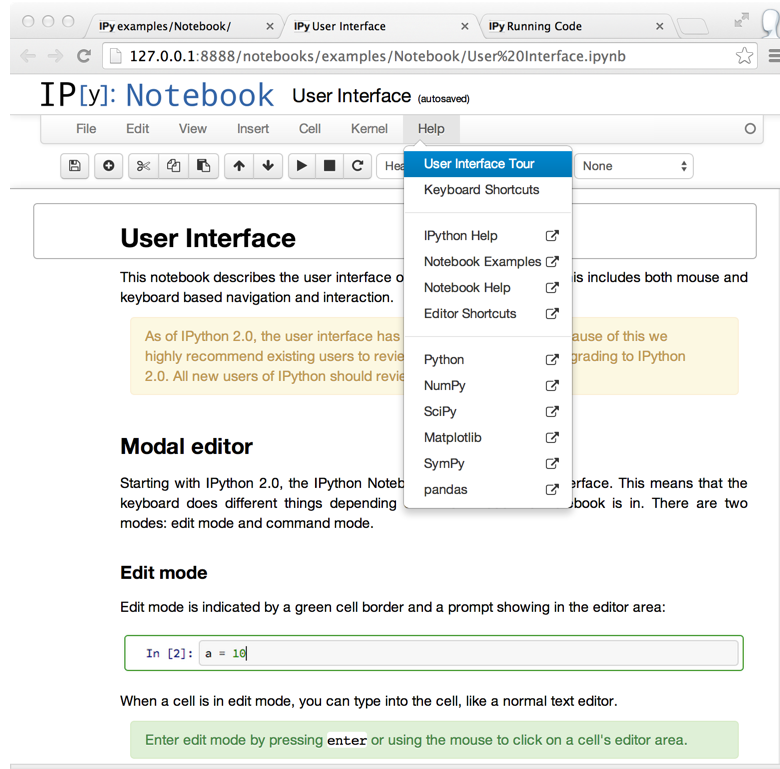 IPy examples/Notebook/ × IPy User Interface × IPy Running Code ×
127.0.0.1:8888/notebooks/examples/Notebook/User%20Interface.ipynb
IP[y]: Notebook User Interface (autosaved)
File Edit View Insert Cell Kernel Help
Hea None
User Interface Tour
Keyboard Shortcuts
IPython Help
Notebook Examples
Notebook Help
Editor Shortcuts
Python
NumPy
SciPy
Matplotlib
SymPy
pandas
User Interface
This notebook describes the user interface o is includes both mouse and
keyboard based navigation and interaction.
As of IPython 2.0, the user interface has ause of this we
highly recommend existing users to revie grading to IPython
2.0. All new users of IPython should revie
Modal editor
Starting with IPython 2.0, the IPython Noteb erface. This means that the
keyboard does different things depending book is in. There are two
modes: edit mode and command mode.
Edit mode
Edit mode is indicated by a green cell border and a prompt showing in the editor area:
In [2]: a = 10
When a cell is in edit mode, you can type into the cell, like a normal text editor.
Enter edit mode by pressing enter or using the mouse to click on a cell's editor area.